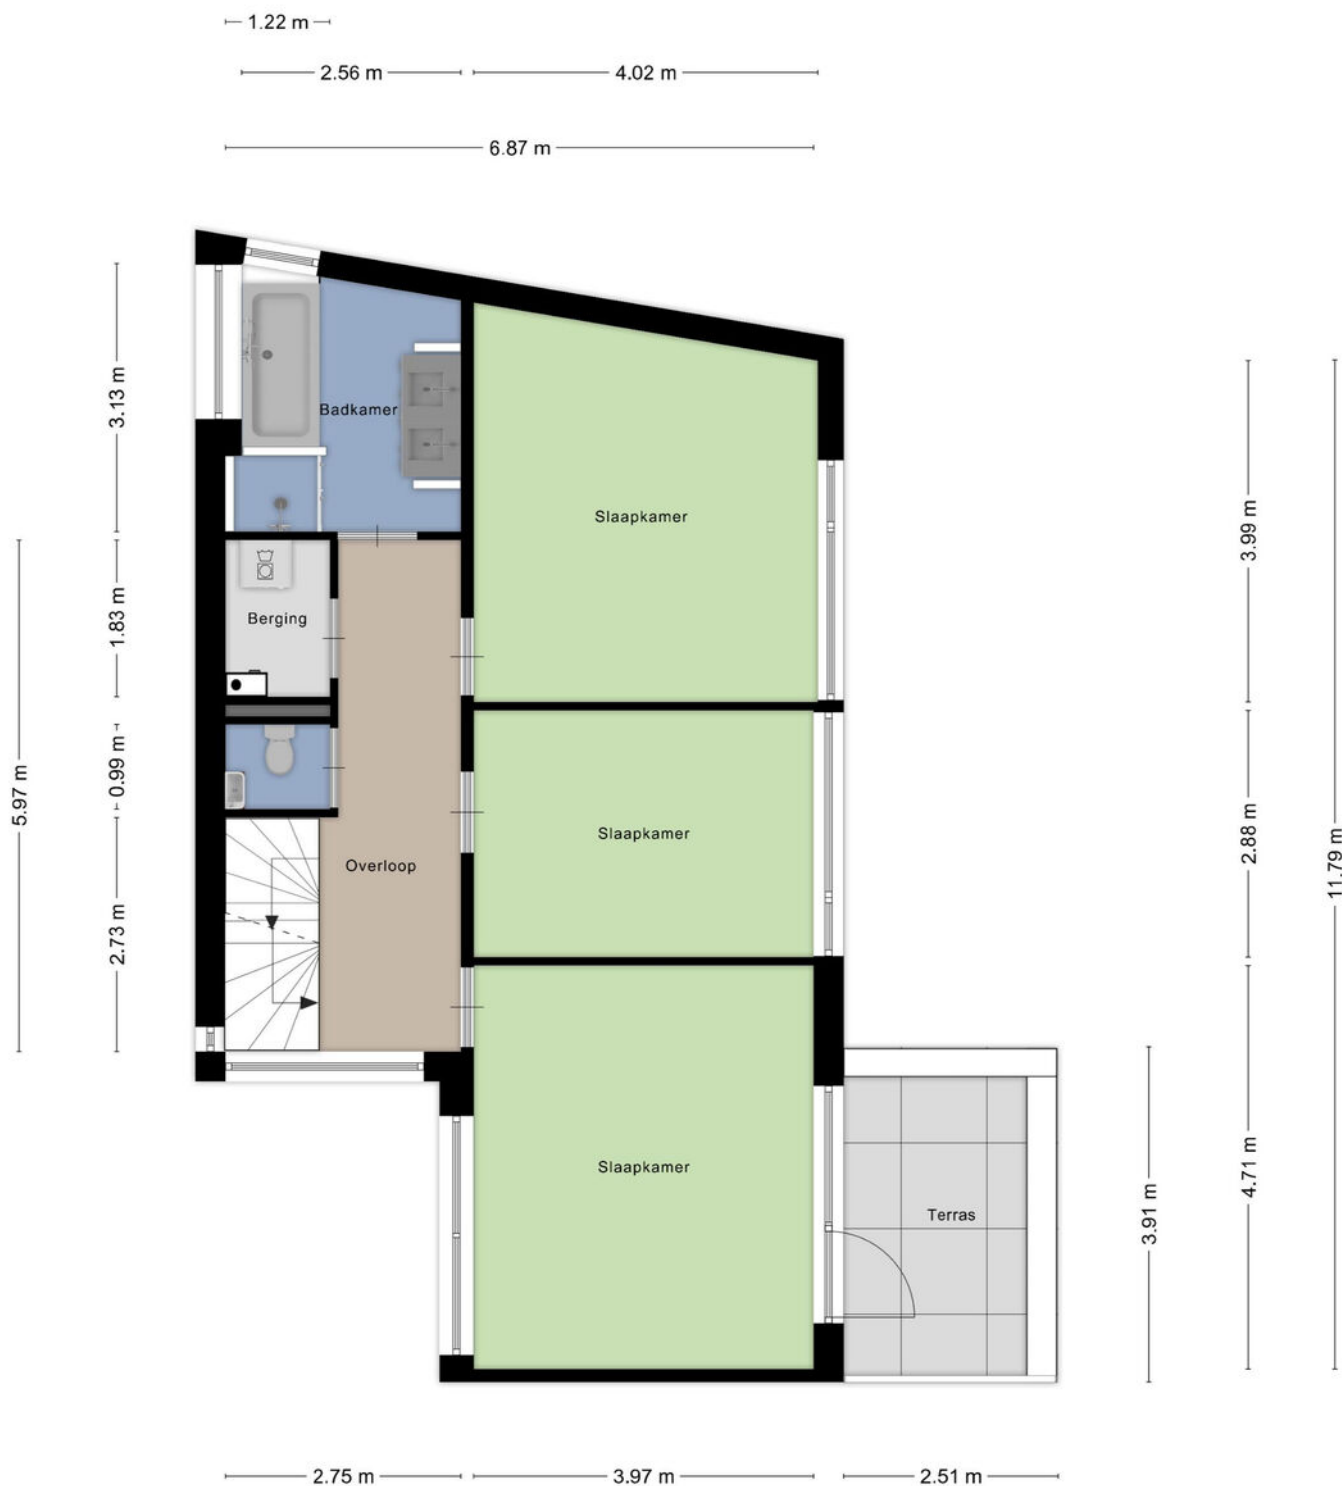 1.22 m
2.56 m
4.02 m
6.87 m
3.13 m
Badkamer
Slaapkamer
3.99 m
1.83 m
Berging
5.97 m
0.99 m
Slaapkamer
2.88 m
11.79 m
Overloop
2.73 m
Slaapkamer
4.71 m
Terras
3.91 m
2.75 m
3.97 m
2.51 m